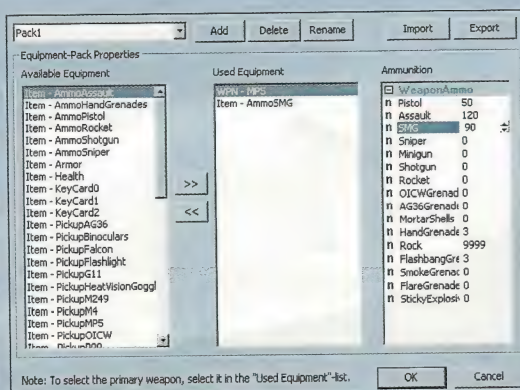 Pack1
Add
Delete
Rename
Import
Export
Equipment-Pack Properties
Available Equipment
Item - AmmoAssault
Item - AmmoHandGrenades
Item - AmmoPistol
Item - AmmoRocket
Item - AmmoShotgun
Item - AmmoSniper
Item - Armor
Item - Health
Item - KeyCard0
Item - KeyCard1
Item - KeyCard2
Item - PickupAG36
Item - PickupBinoculars
Item - PickupFalcon
Item - PickupFlashlight
Item - PickupG11
Item - PickupHeatVisionGoggl
Item - PickupM249
Item - PickupM4
Item - PickupMP5
Item - PickupOICW
>>
<<
Used Equipment
WPN - MP5
Item - AmmoSMG
Ammunition
WeaponAmmo
n Pistol 50
n Assault 120
n SMG 90
n Sniper 0
n Minigun 0
n Shotgun 0
n Rocket 0
n OICWGrenad 0
n AG36Grenade 0
n MortarShells 0
n HandGrenade 3
n Rock 9999
n FlashbangGre 3
n SmokeGrenac 0
n FlareGrenade 0
n StickyExplosi 0
Note: To select the primary weapon, select it in the "Used Equipment"-list.
OK
Cancel